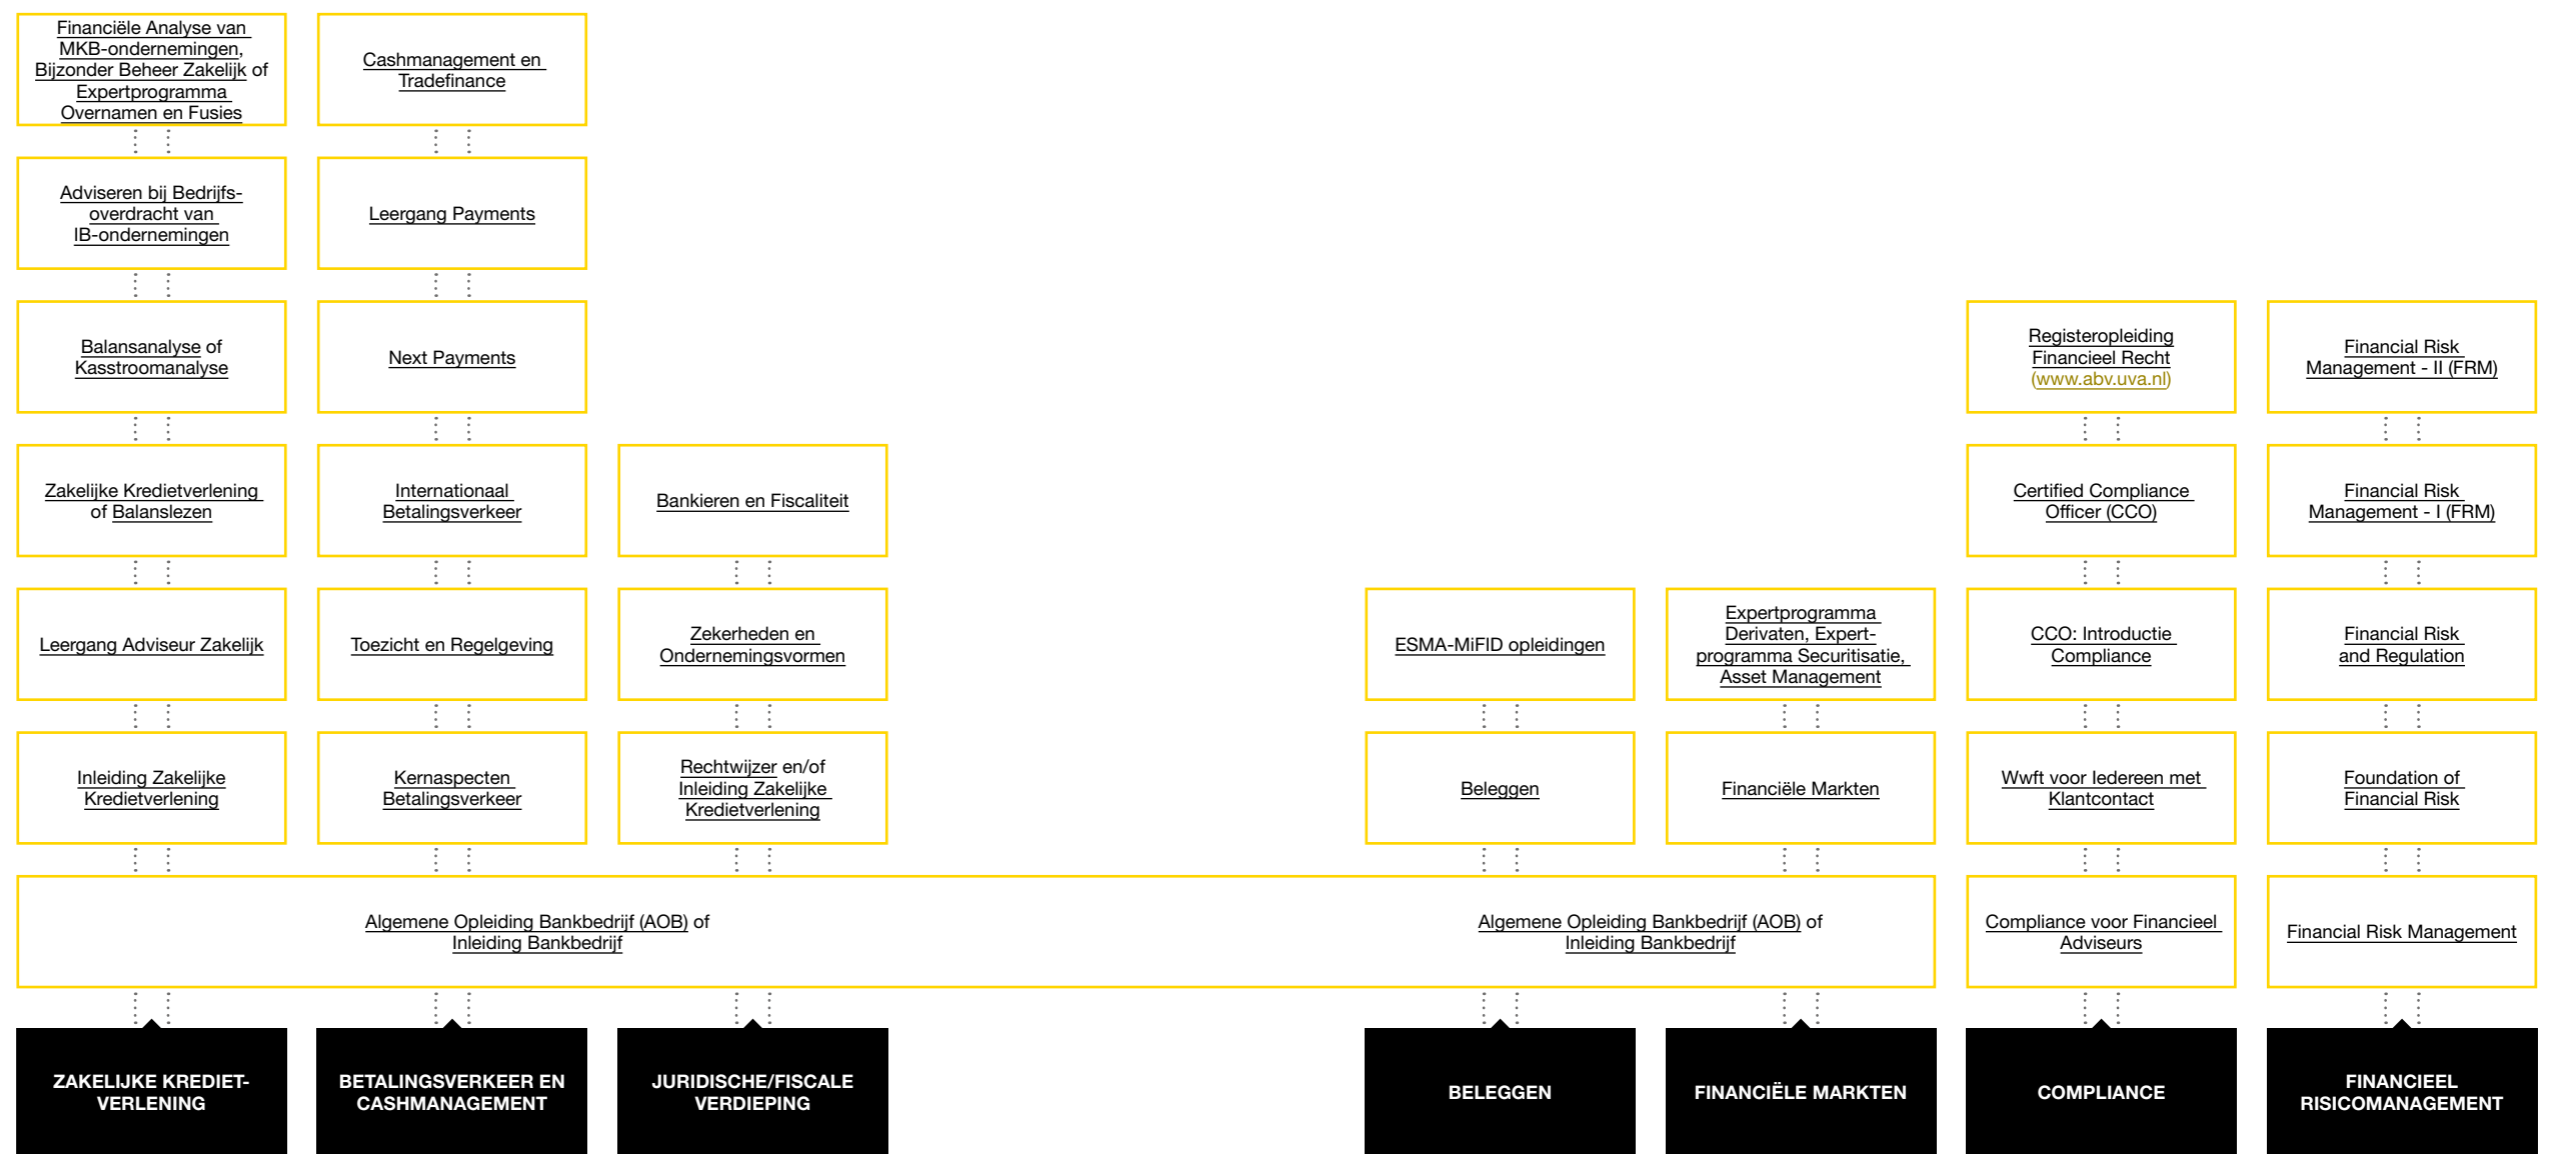 Financiële Analyse van
MKB-ondernemingen,
Bijzonder Beheer Zakelijk of
Expertprogramma
Overnamen en Fusies
Cashmanagement en
Tradefinance
Adviseren bij Bedrijfs-
overdracht van
IB-ondernemingen
Leergang Payments
Balansanalyse of
Kasstroomanalyse
Next Payments
Registeropleiding
Financieel Recht
(www.abv.uva.nl)
Financial Risk
Management - II (FRM)
Zakelijke Kredietverlening
of Balanslezen
Internationaal
Betalingsverkeer
Bankieren en Fiscaliteit
Certified Compliance
Officer (CCO)
Financial Risk
Management - I (FRM)
Leergang Adviseur Zakelijk
Toezicht en Regelgeving
Zekerheden en
Ondernemingsvormen
ESMA-MiFID opleidingen
Expertprogramma
Derivaten, Expert-
programma Securitisatie,
Asset Management
CCO: Introductie
Compliance
Financial Risk
and Regulation
Inleiding Zakelijke
Kredietverlening
Kernaspecten
Betalingsverkeer
Rechtwijzer en/of
Inleiding Zakelijke
Kredietverlening
Beleggen
Financiële Markten
Wwft voor Iedereen met
Klantcontact
Foundation of
Financial Risk
Algemene Opleiding Bankbedrijf (AOB) of
Inleiding Bankbedrijf
Algemene Opleiding Bankbedrijf (AOB) of
Inleiding Bankbedrijf
Compliance voor Financieel
Adviseurs
Financial Risk Management
ZAKELIJKE KREDIET-
VERLENING
BETALINGSVERKEER EN
CASHMANAGEMENT
JURIDISCHE/FISCALE
VERDIEPING
BELEGGEN
FINANCIËLE MARKTEN
COMPLIANCE
FINANCIEEL
RISICOMANAGEMENT